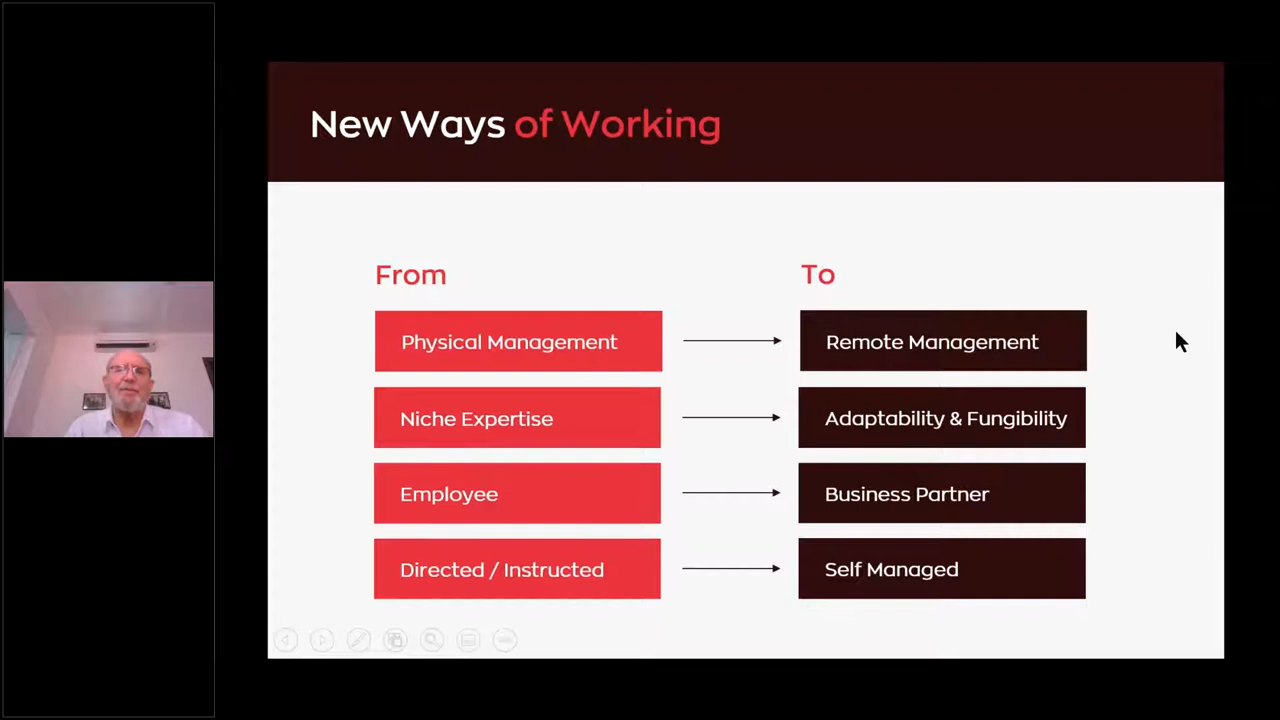 New Ways of Working
From
To
Physical Management
Remote Management
Niche Expertise
Adaptability & Fungibility
Employee
Business Partner
Directed / Instructed
Self Managed